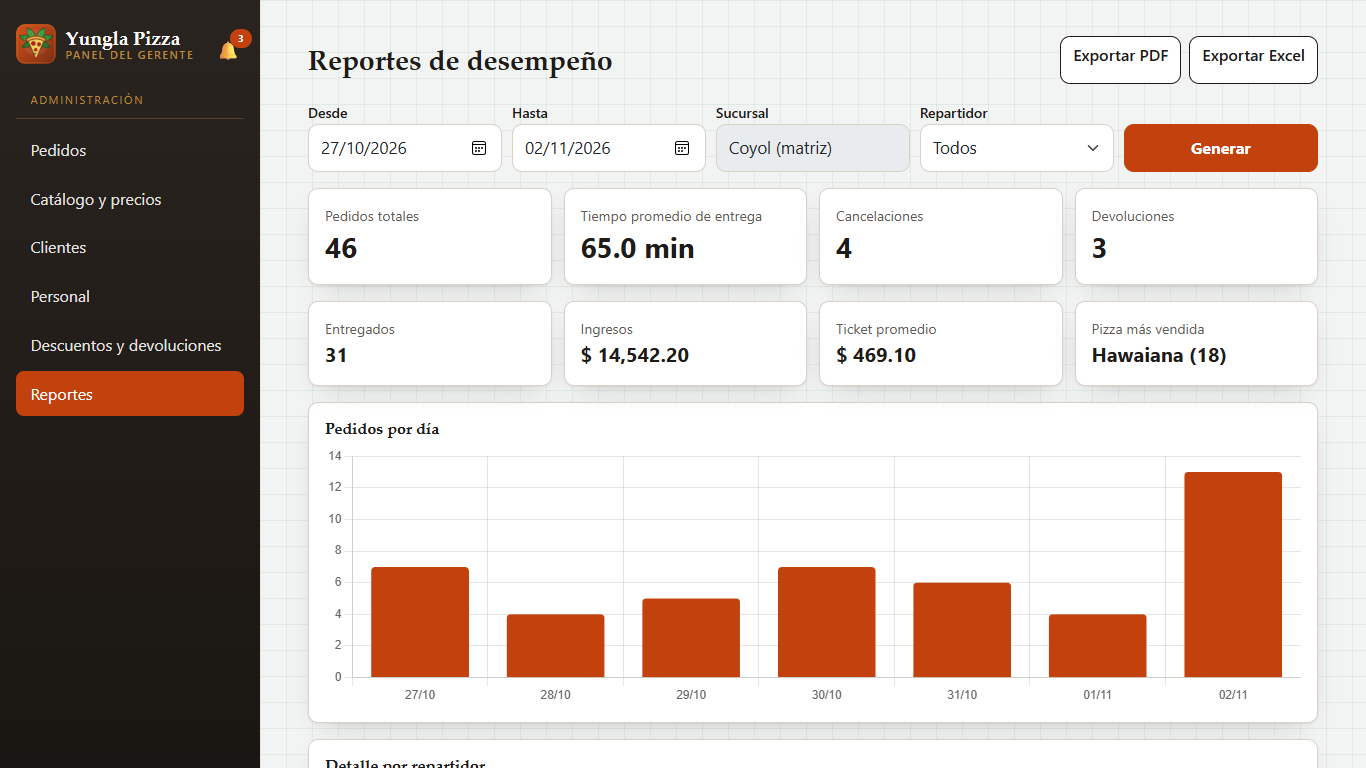 Yungla Pizza
PANEL DEL GERENTE
3
ADMINISTRACIÓN
Pedidos
Catálogo y precios
Clientes
Personal
Descuentos y devoluciones
Reportes
Reportes de desempeño
Exportar PDF
Exportar Excel
Desde
Hasta
Sucursal
Repartidor
27/10/2026
02/11/2026
Coyol (matriz)
Todos
Generar
Pedidos totales
46
Tiempo promedio de entrega
65.0 min
Cancelaciones
4
Devoluciones
3
Entregados
31
Ingresos
$ 14,542.20
Ticket promedio
$ 469.10
Pizza más vendida
Hawaiana (18)
Pedidos por día
14
12
10
8
6
4
2
0
27/10
28/10
29/10
30/10
31/10
01/11
02/11
Detalle por repartidor